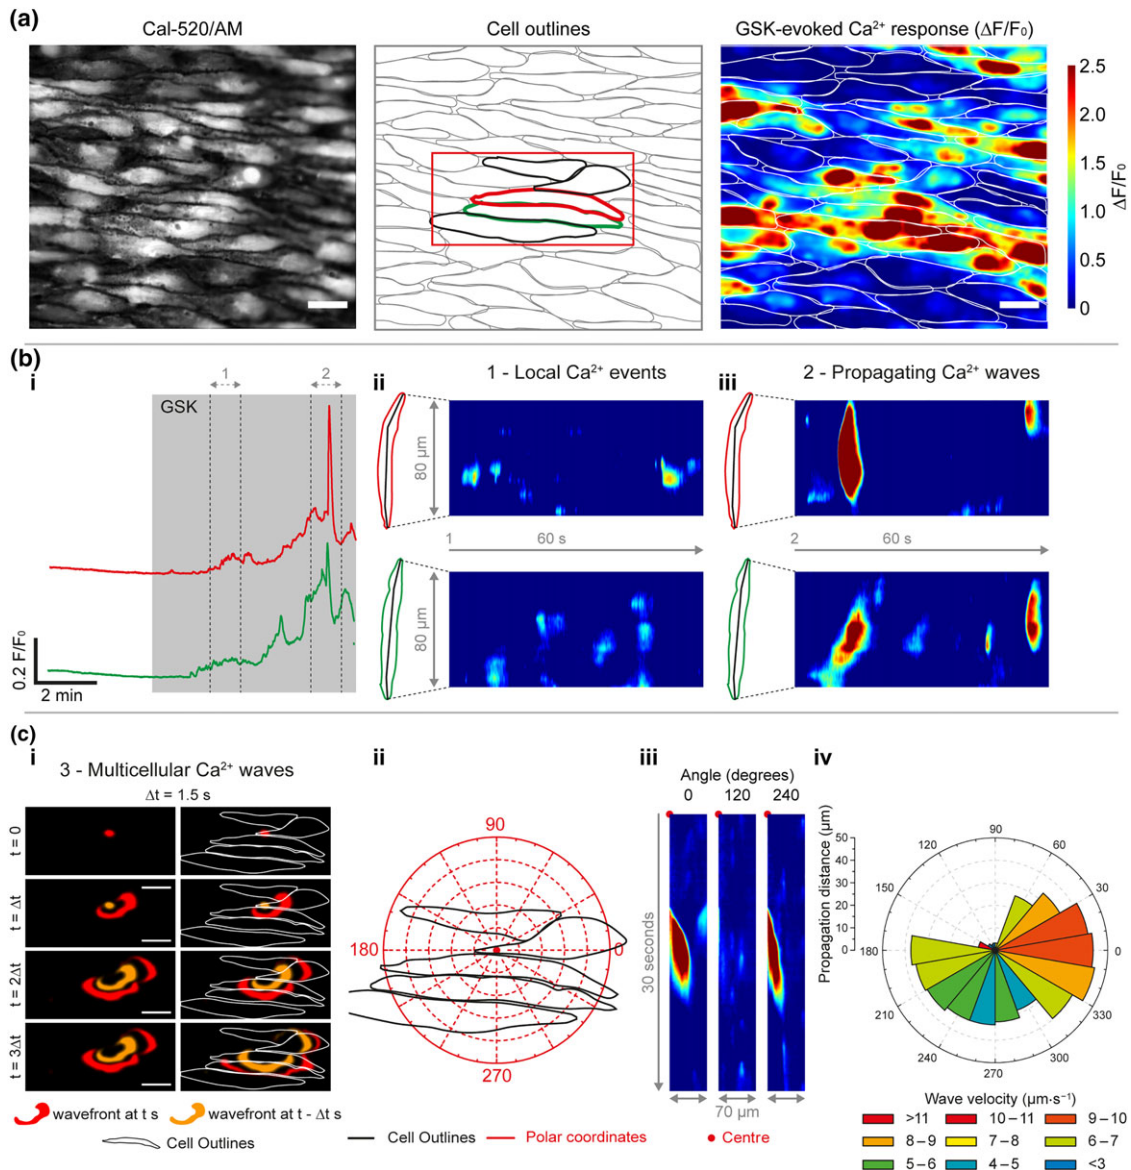 (a)
Cal-520/AM
Cell outlines
GSK-evoked Ca²⁺ response (ΔF/F₀)
2.5
2.0
1.5
1.0
0.5
0
ΔF/F₀
(b)
i
1
2
GSK
0.2 F/F₀
2 min
ii
1 - Local Ca²⁺ events
80 µm
1
60 s
80 µm
iii
2 - Propagating Ca²⁺ waves
2
60 s
(c)
i
3 - Multicellular Ca²⁺ waves
Δt = 1.5 s
t = 0
t = Δt
t = 2Δt
t = 3Δt
wavefront at t s
wavefront at t - Δt s
Cell Outlines
ii
90
180
0
270
Cell Outlines
Polar coordinates
Centre
iii
Angle (degrees)
0 120 240
30 seconds
70 µm
iv
Propagation distance (µm)
50
40
30
20
10
0
90
120
60
150
30
180
0
210
330
240
300
270
Wave velocity (µm·s⁻¹)
>11 10–11 9–10
8–9 7–8 6–7
5–6 4–5 <3